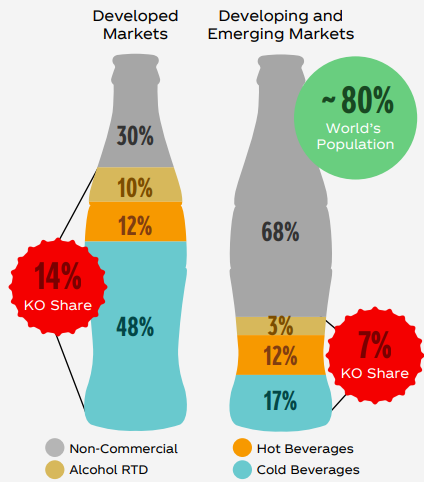 Developed
Markets
Developing and
Emerging Markets
~ 80%
World's
Population
30%
10%
12%
48%
14%
KO Share
68%
3%
12%
17%
7%
KO Share
Non-Commercial
Hot Beverages
Alcohol RTD
Cold Beverages